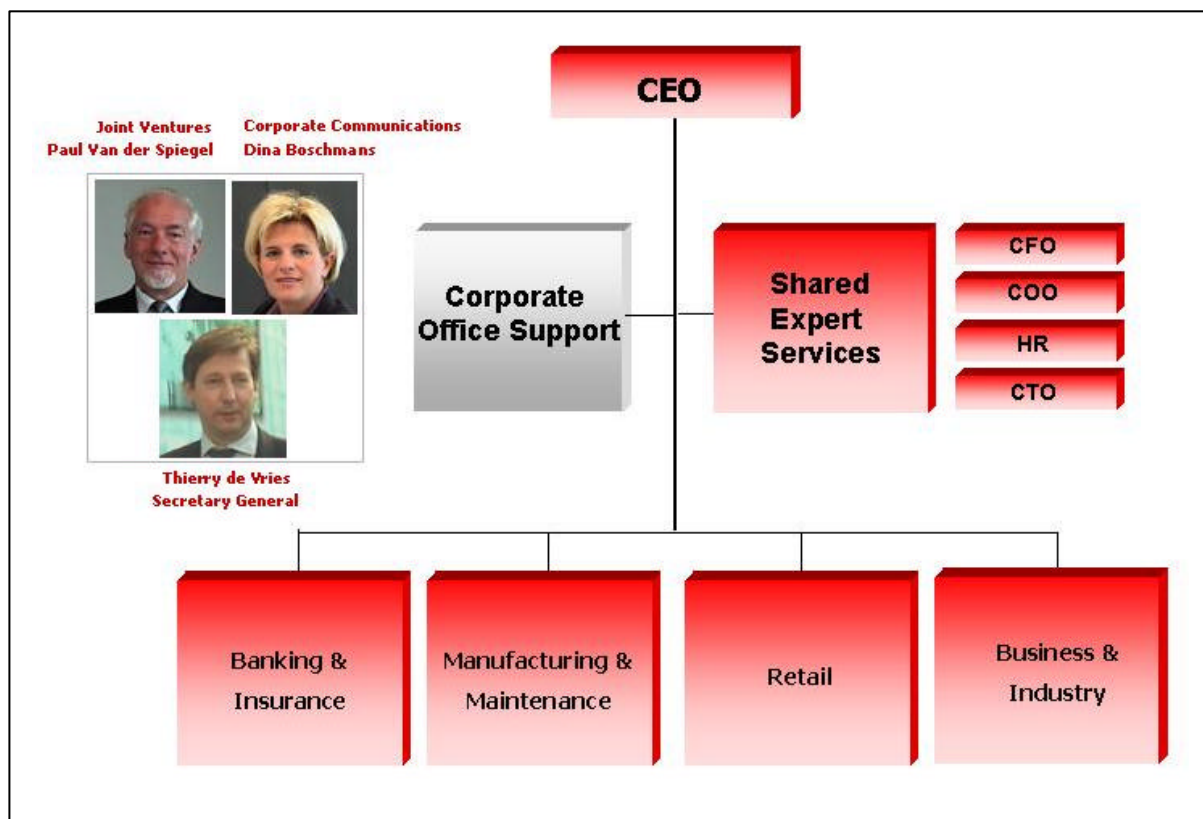 CEO
Joint Ventures
Paul Van der Spiegel
Corporate Communications
Dina Boschmans
Thierry de Vries
Secretary General
Corporate
Office Support
Shared
Expert
Services
CFO
COO
HR
CTO
Banking &
Insurance
Manufacturing &
Maintenance
Retail
Business &
Industry